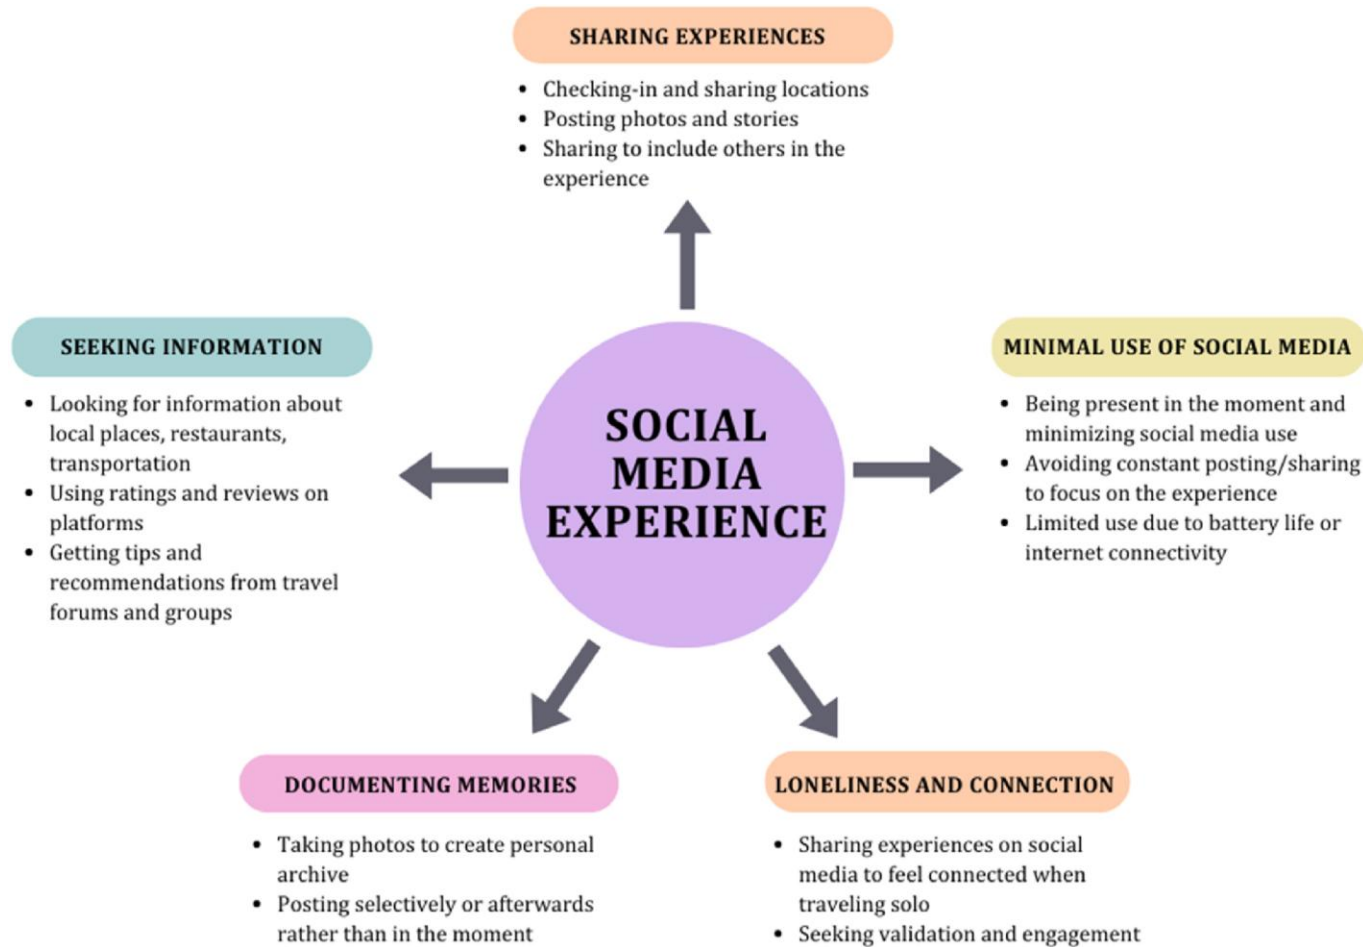 SHARING EXPERIENCES
• Checking-in and sharing locations
• Posting photos and stories
• Sharing to include others in the
experience
SEEKING INFORMATION
• Looking for information about
local places, restaurants,
transportation
• Using ratings and reviews on
platforms
• Getting tips and
recommendations from travel
forums and groups
SOCIAL
MEDIA
EXPERIENCE
MINIMAL USE OF SOCIAL MEDIA
• Being present in the moment and
minimizing social media use
• Avoiding constant posting/sharing
to focus on the experience
• Limited use due to battery life or
internet connectivity
DOCUMENTING MEMORIES
• Taking photos to create personal
archive
• Posting selectively or afterwards
rather than in the moment
LONELINESS AND CONNECTION
• Sharing experiences on social
media to feel connected when
traveling solo
• Seeking validation and engagement